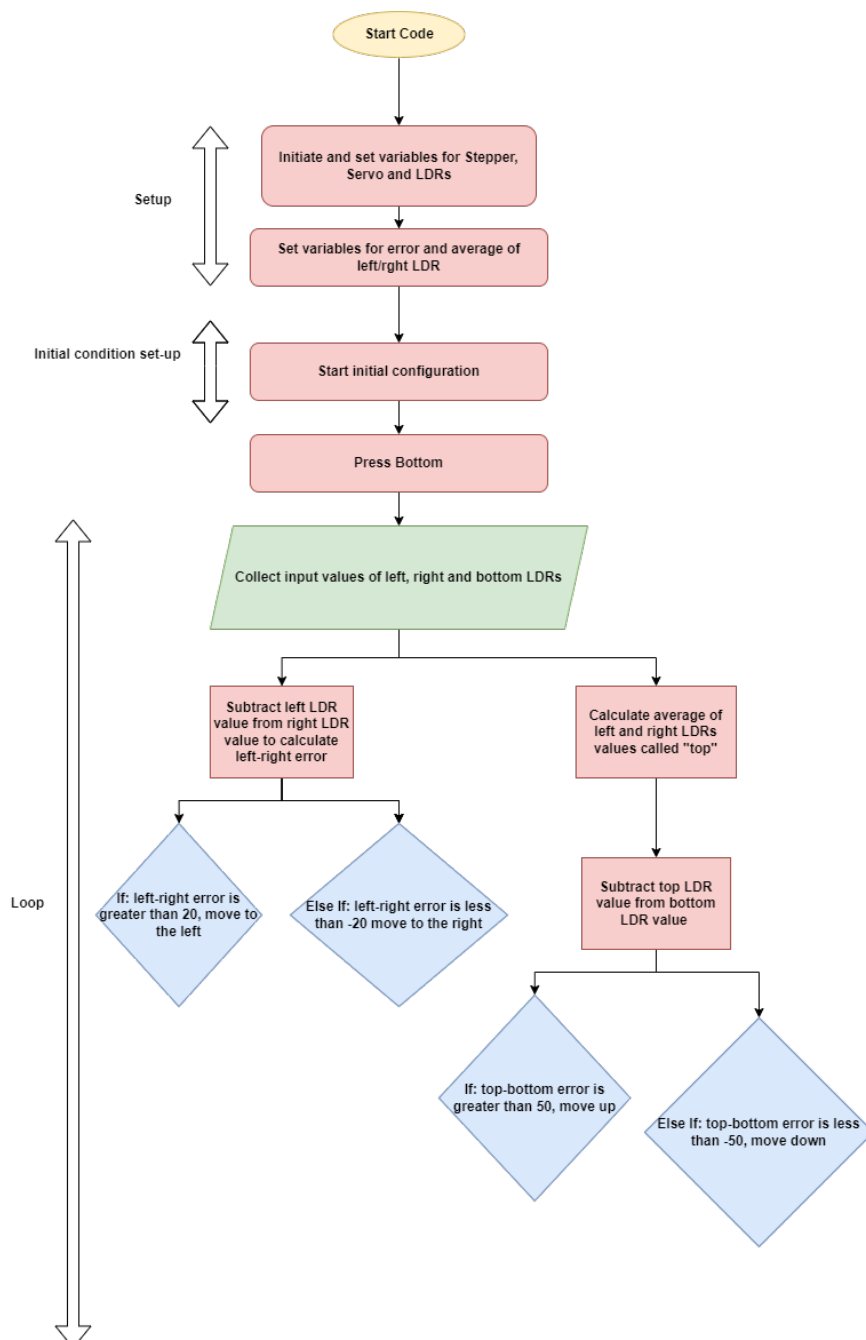 Start Code
Setup
Initiate and set variables for Stepper,
Servo and LDRs
Set variables for error and average of
left/rght LDR
Initial condition set-up
Start initial configuration
Press Bottom
Loop
Collect input values of left, right and bottom LDRs
Subtract left LDR
value from right LDR
value to calculate
left-right error
Calculate average of
left and right LDRs
values called "top"
If: left-right error is
greater than 20, move to
the left
Else If: left-right error is less
than -20 move to the right
Subtract top LDR
value from bottom
LDR value
If: top-bottom error is
greater than 50, move up
Else If: top-bottom error is less
than -50, move down